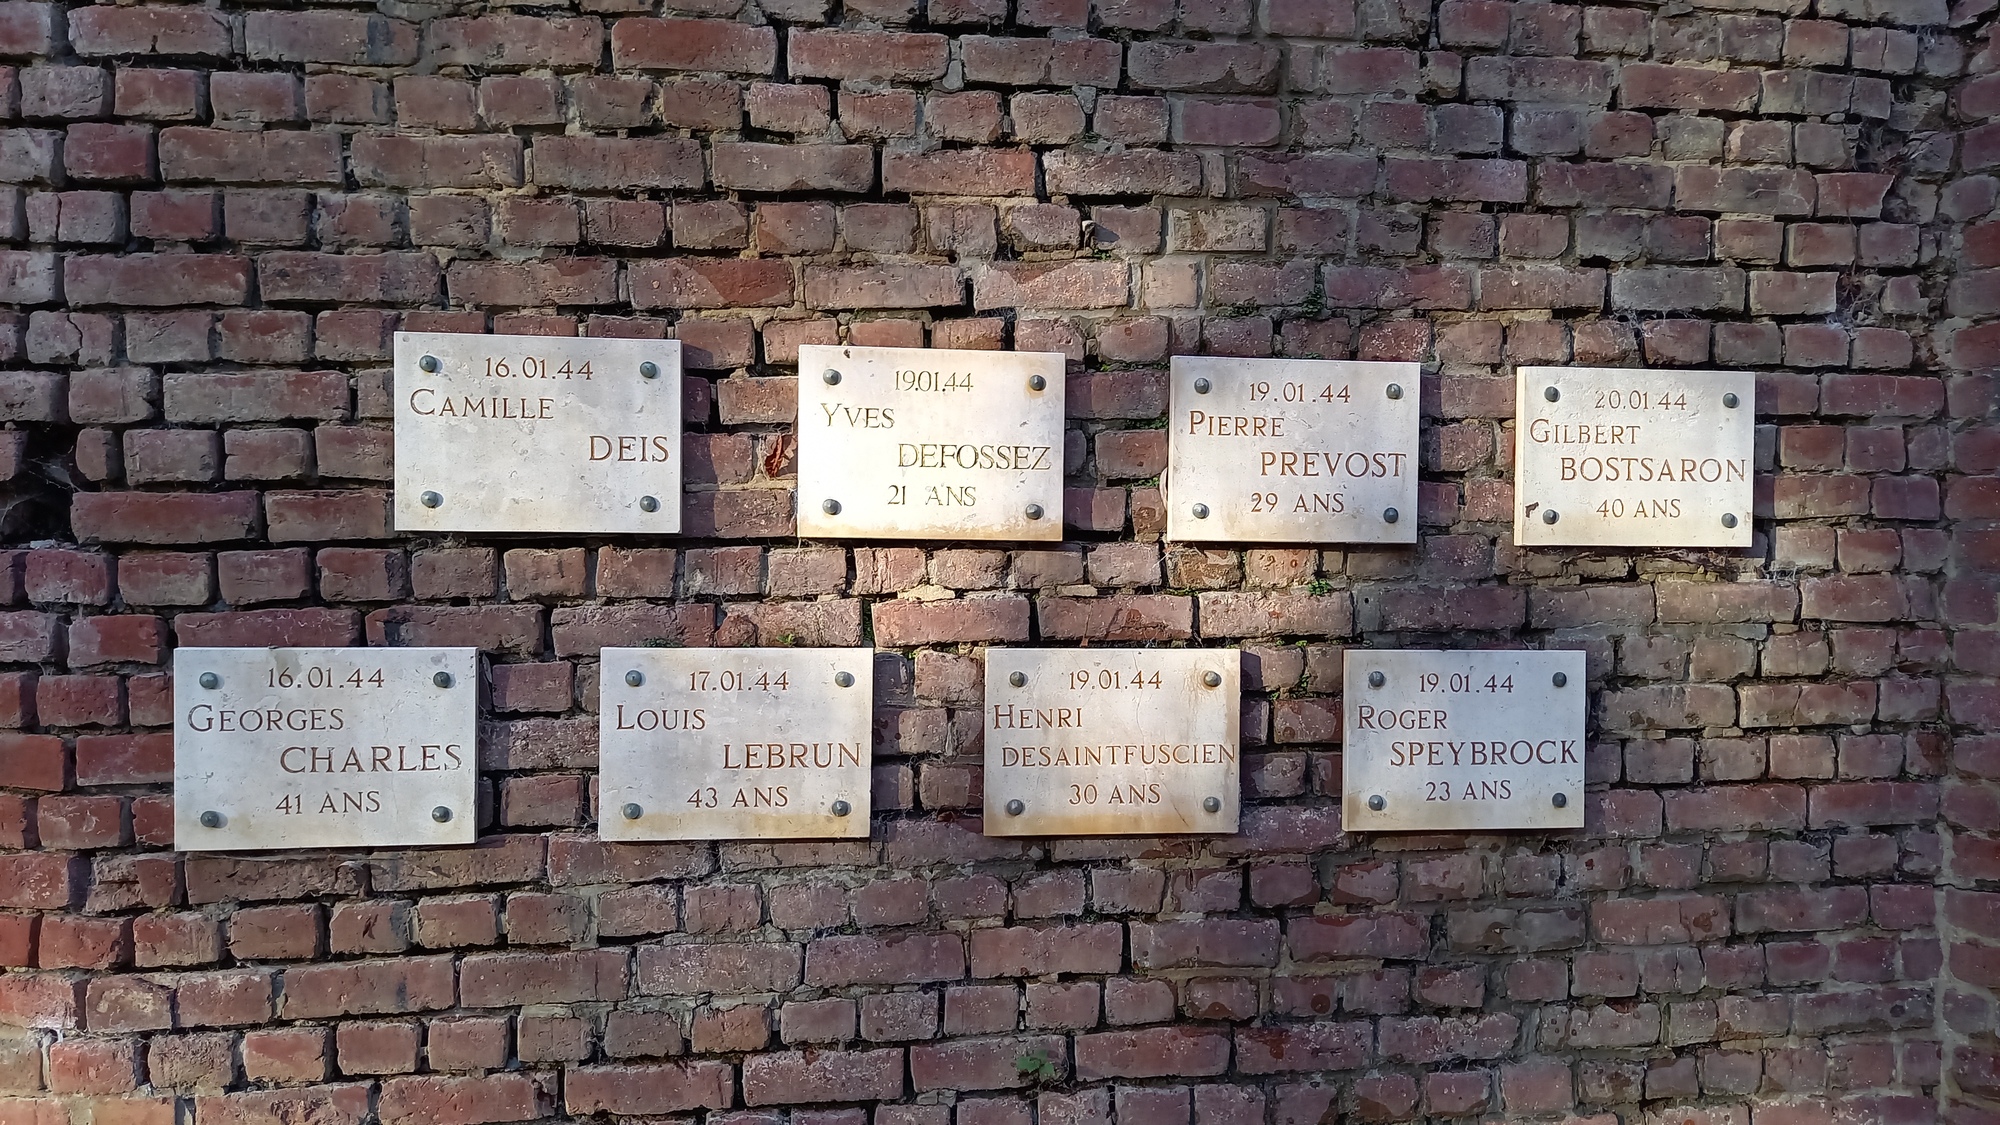 16.01.44
CAMILLE
DEIS
19.01.44
YVES
DEFOSSEZ
21 ANS
19.01.44
PIERRE
PREVOST
29 ANS
20.01.44
GILBERT
BOSTSARON
40 ANS
16.01.44
GEORGES
CHARLES
41 ANS
17.01.44
LOUIS
LEBRUN
43 ANS
19.01.44
HENRI
DESAINTFUSCIEN
30 ANS
19.01.44
ROGER
SPEYBROCK
23 ANS